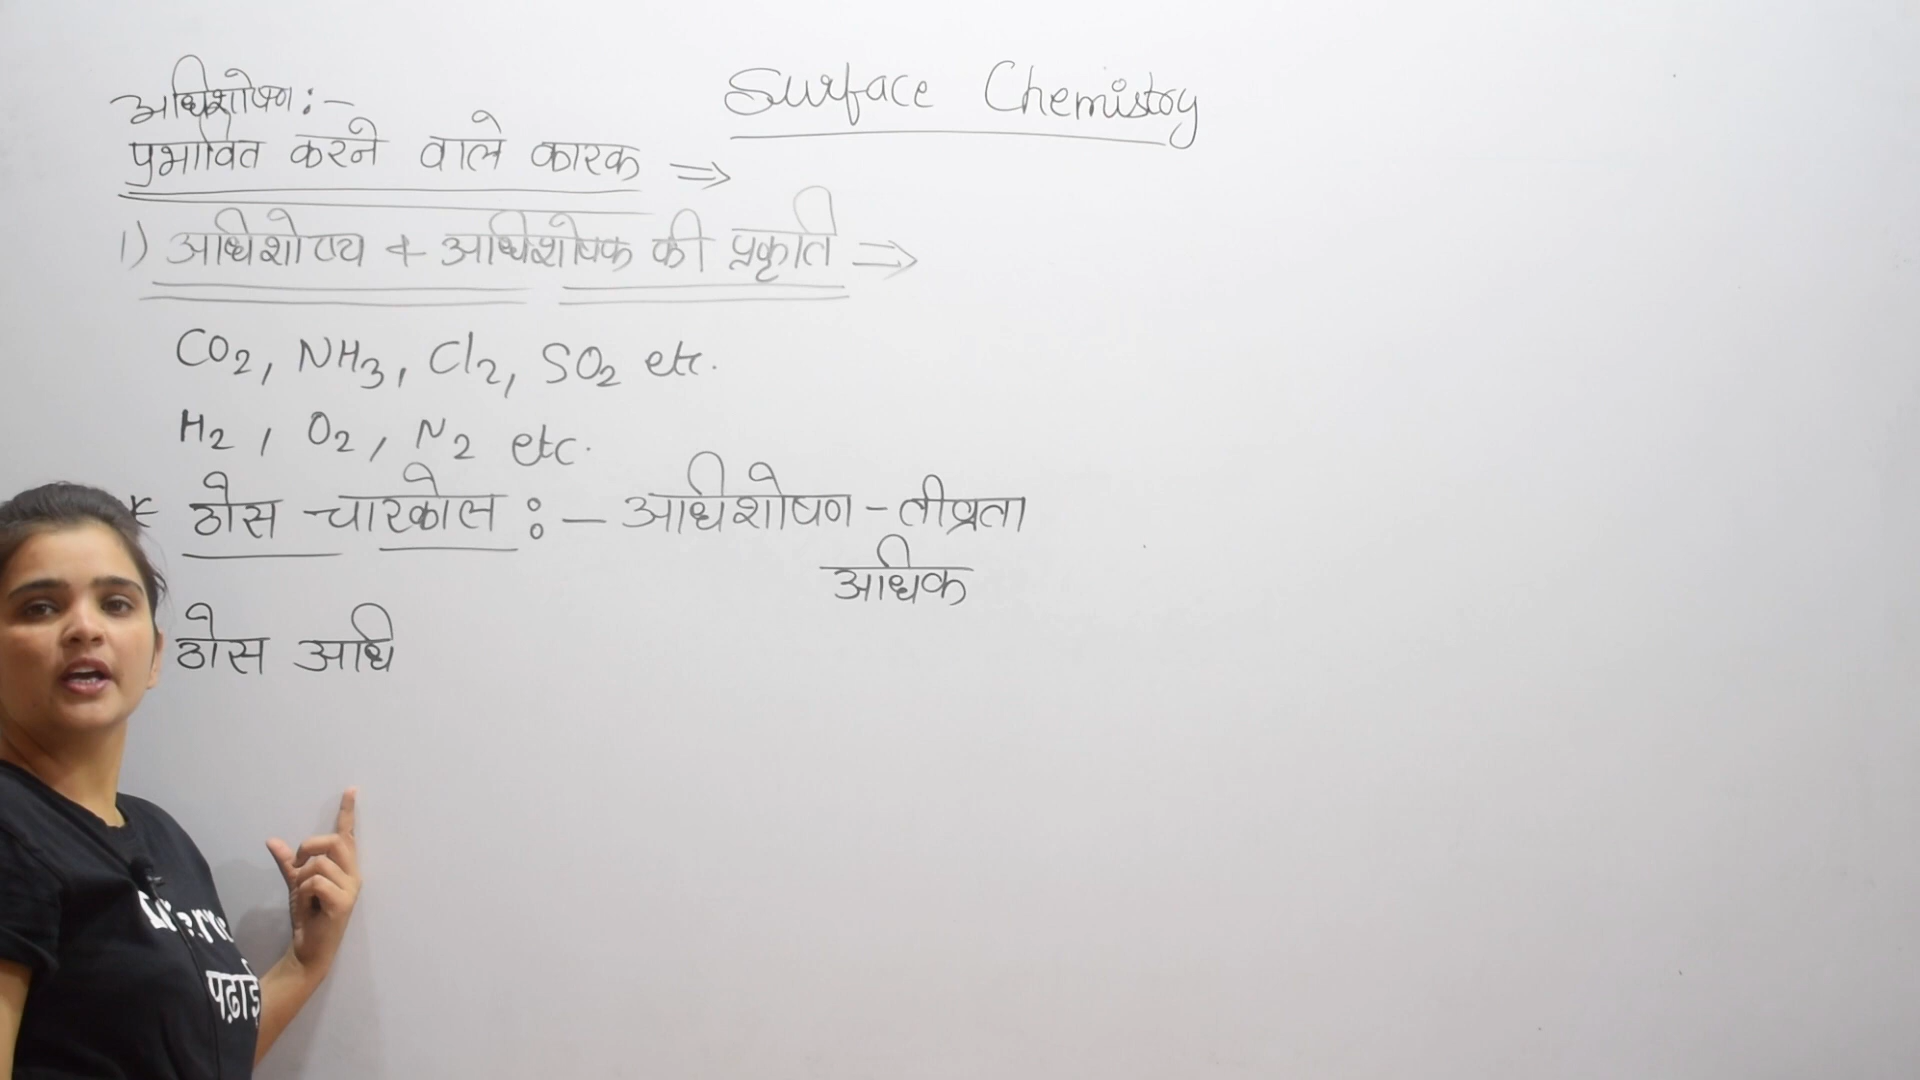 Surface Chemistry
अधिशोषण :-
प्रभावित करने वाले कारक ⇒
1) अधिशोष्य + अधिशोषक की प्रकृति ⇒
CO₂, NH₃, Cl₂, SO₂ etc.
H₂, O₂, N₂ etc.
* ठोस चारकोल :- अधिशोषण - तीव्रता
अधिक
ठोस अधि
पढ़ाई